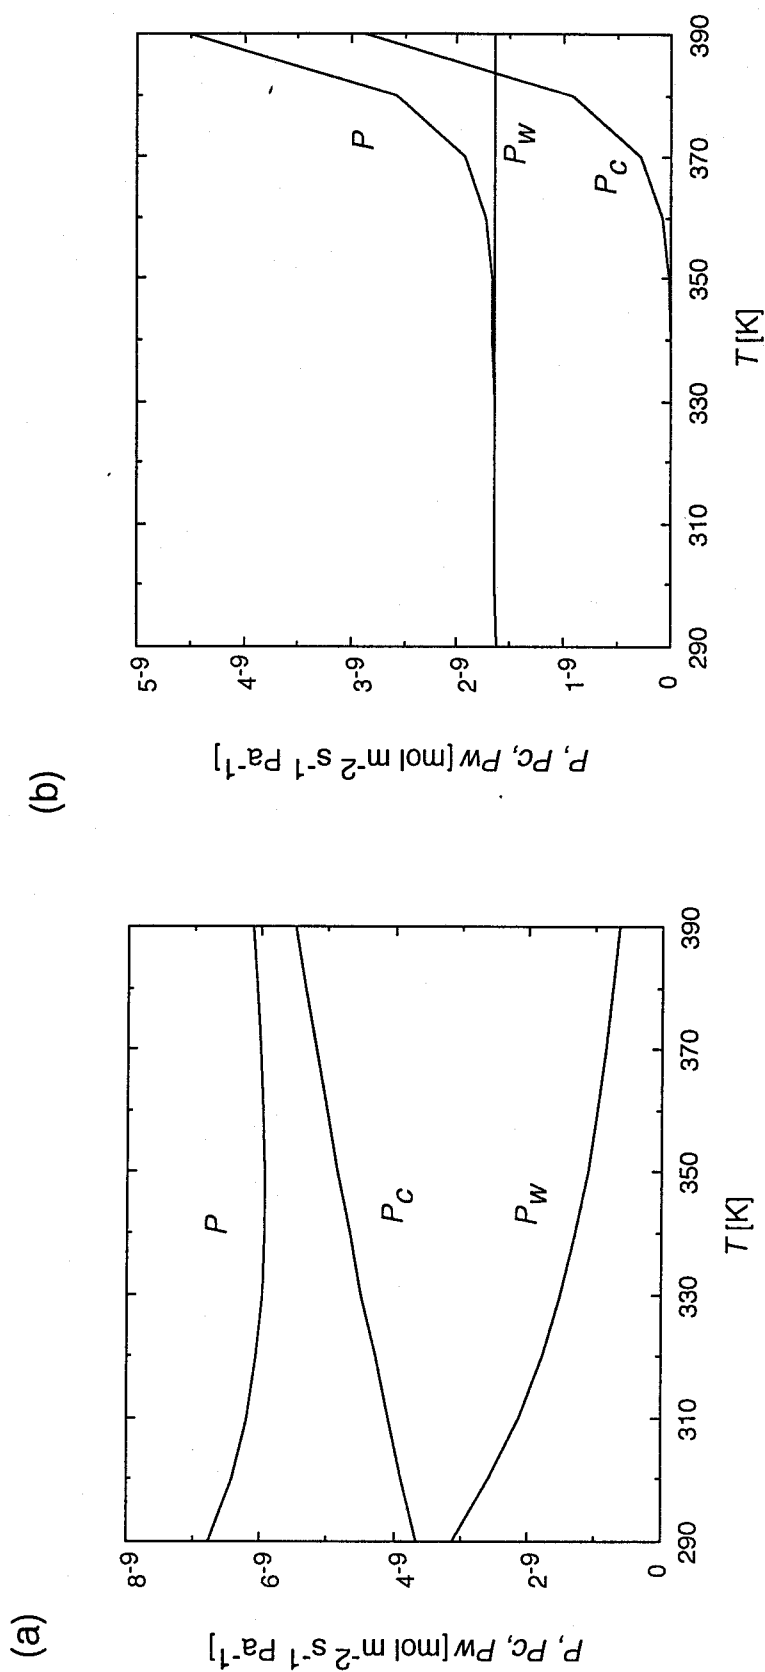 (a)
P, Pc, Pw [mol m-2 s-1 Pa-1]
8-9
6-9
4-9
2-9
0
P
PC
PW
290
310
330
350
370
390
T [K]
(b)
P, Pc, Pw [mol m-2 s-1 Pa-1]
5-9
4-9
3-9
2-9
1-9
0
P
PW
PC
290
310
330
350
370
390
T [K]